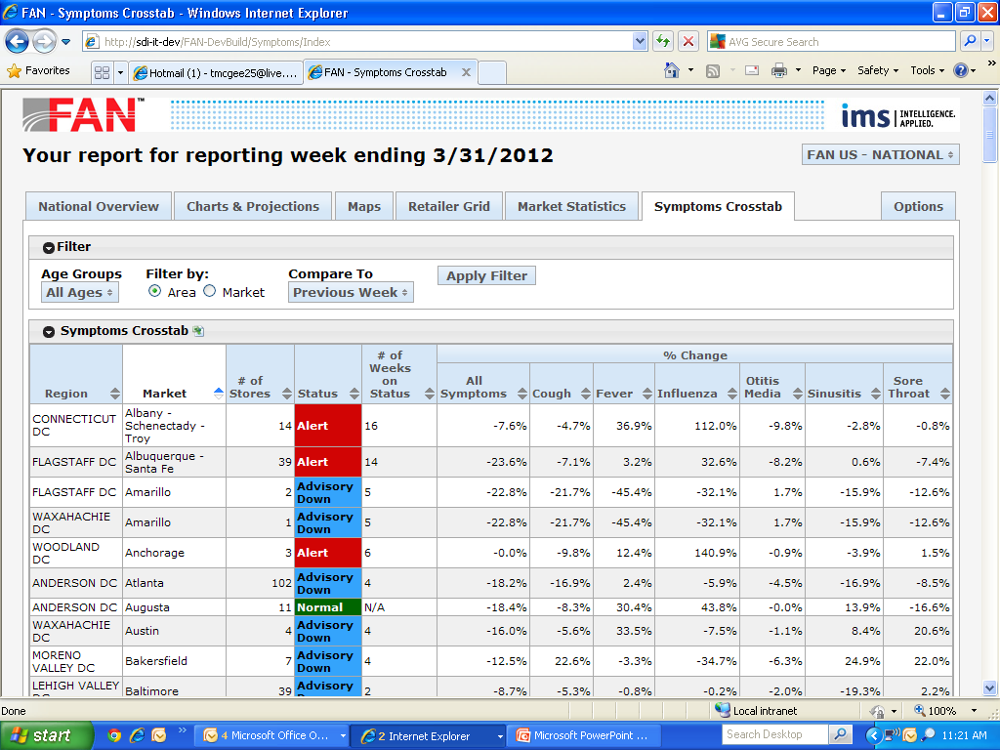 FAN - Symptoms Crosstab - Windows Internet Explorer
http://sdi-it-dev/FAN-DevBuild/Symptoms/Index
AVG Secure Search
Favorites
Hotmail (1) - tmcgee25@live....
FAN - Symptoms Crosstab
Page
Safety
Tools
FAN™
ims INTELLIGENCE. APPLIED.
Your report for reporting week ending 3/31/2012
FAN US - NATIONAL
National Overview Charts & Projections Maps Retailer Grid Market Statistics Symptoms Crosstab Options
Filter
Age Groups Filter by: Compare To
All Ages Area Market Previous Week Apply Filter
Symptoms Crosstab
Region Market # of Stores Status # of Weeks on Status % Change
All Symptoms Cough Fever Influenza Otitis Media Sinusitis Sore Throat
CONNECTICUT DC Albany - Schenectady - Troy 14 Alert 16 -7.6% -4.7% 36.9% 112.0% -9.8% -2.8% -0.8%
FLAGSTAFF DC Albuquerque - Santa Fe 39 Alert 14 -23.6% -7.1% 3.2% 32.6% -8.2% 0.6% -7.4%
FLAGSTAFF DC Amarillo 2 Advisory Down 5 -22.8% -21.7% -45.4% -32.1% 1.7% -15.9% -12.6%
WAXAHACHIE DC Amarillo 1 Advisory Down 5 -22.8% -21.7% -45.4% -32.1% 1.7% -15.9% -12.6%
WOODLAND DC Anchorage 3 Alert 6 -0.0% -9.8% 12.4% 140.9% -0.9% -3.9% 1.5%
ANDERSON DC Atlanta 102 Advisory Down 4 -18.2% -16.9% 2.4% -5.9% -4.5% -16.9% -8.5%
ANDERSON DC Augusta 11 Normal N/A -18.4% -8.3% 30.4% 43.8% -0.0% 13.9% -16.6%
WAXAHACHIE DC Austin 4 Advisory Down 4 -16.0% -5.6% 33.5% -7.5% -1.1% 8.4% 20.6%
MORENO VALLEY DC Bakersfield 7 Advisory Down 4 -12.5% 22.6% -3.3% -34.7% -6.3% 24.9% 22.0%
LEHIGH VALLEY DC Baltimore 39 Advisory Down 2 -8.7% -5.3% -0.8% -0.2% -2.0% -19.3% 2.2%
Done
Local intranet
100%
start
4 Microsoft Office O...
2 Internet Explorer
Microsoft PowerPoint ...
Search Desktop
11:21 AM